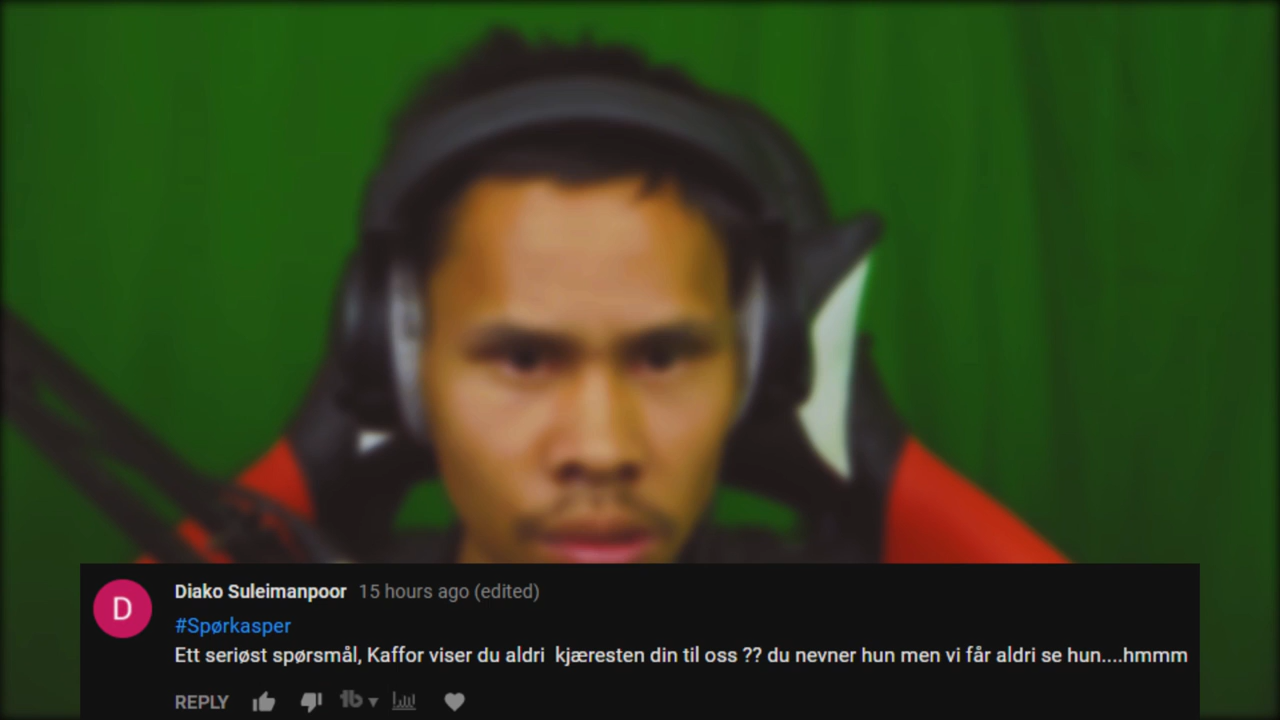 D
Diako Suleimanpoor 15 hours ago (edited)
#Spørkasper
Ett seriøst spørsmål, Kaffor viser du aldri  kjæresten din til oss ?? du nevner hun men vi får aldri se hun....hmmm
REPLY